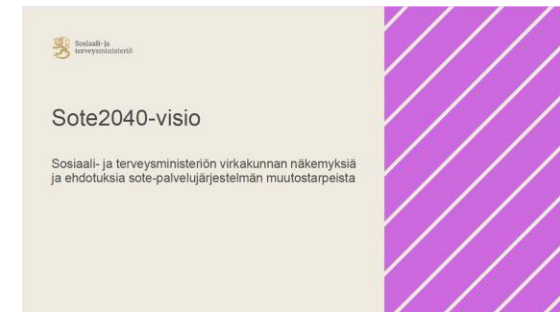 Sosiaali- ja
terveysministeriö
Sote2040-visio
Sosiaali- ja terveysministeriön virkakunnan näkemyksiä
ja ehdotuksia sote-palvelujärjestelmän muutostarpeista